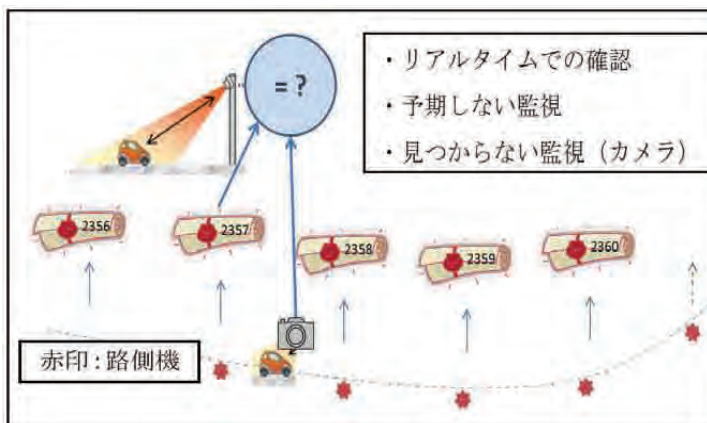 = ?
・リアルタイムでの確認
・予期しない監視
・見つからない監視（カメラ）
2356
2357
2358
2359
2360
赤印：路側機